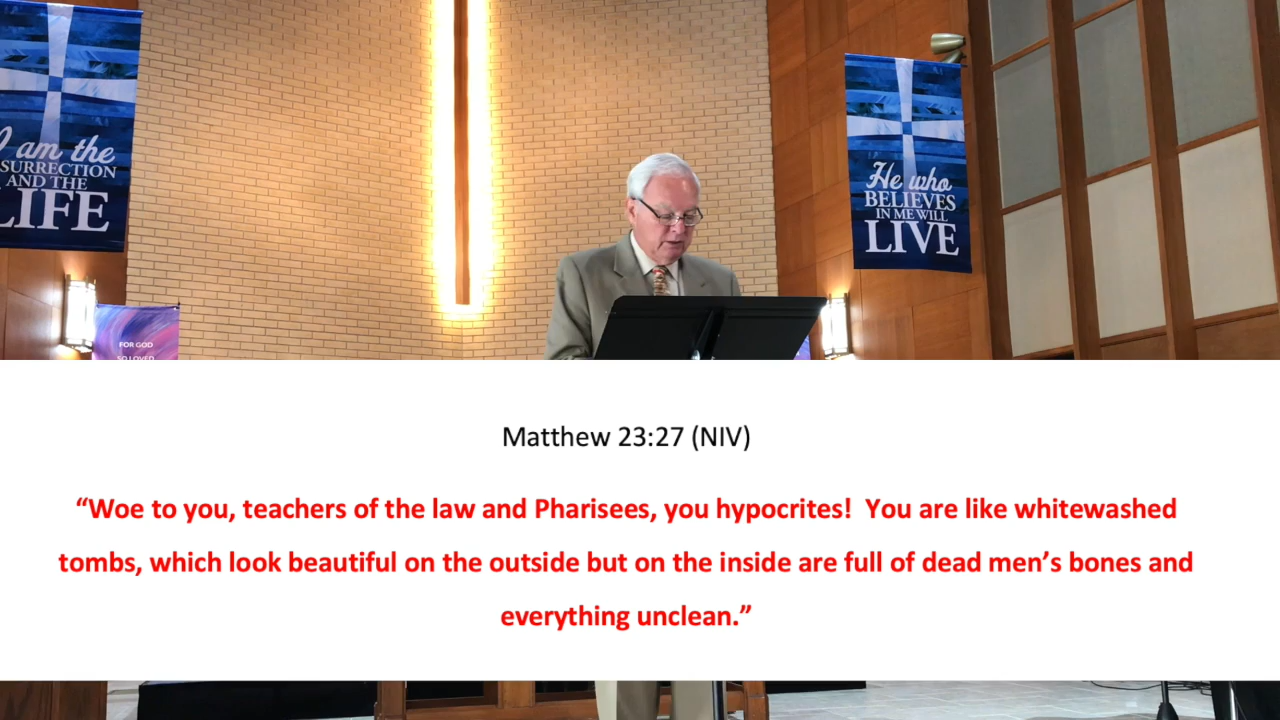 I am the
SURRECTION
AND THE
LIFE
He who
BELIEVES
IN ME WILL
LIVE
FOR GOD
SO LOVED
Matthew 23:27 (NIV)
“Woe to you, teachers of the law and Pharisees, you hypocrites!  You are like whitewashed
tombs, which look beautiful on the outside but on the inside are full of dead men’s bones and
everything unclean.”